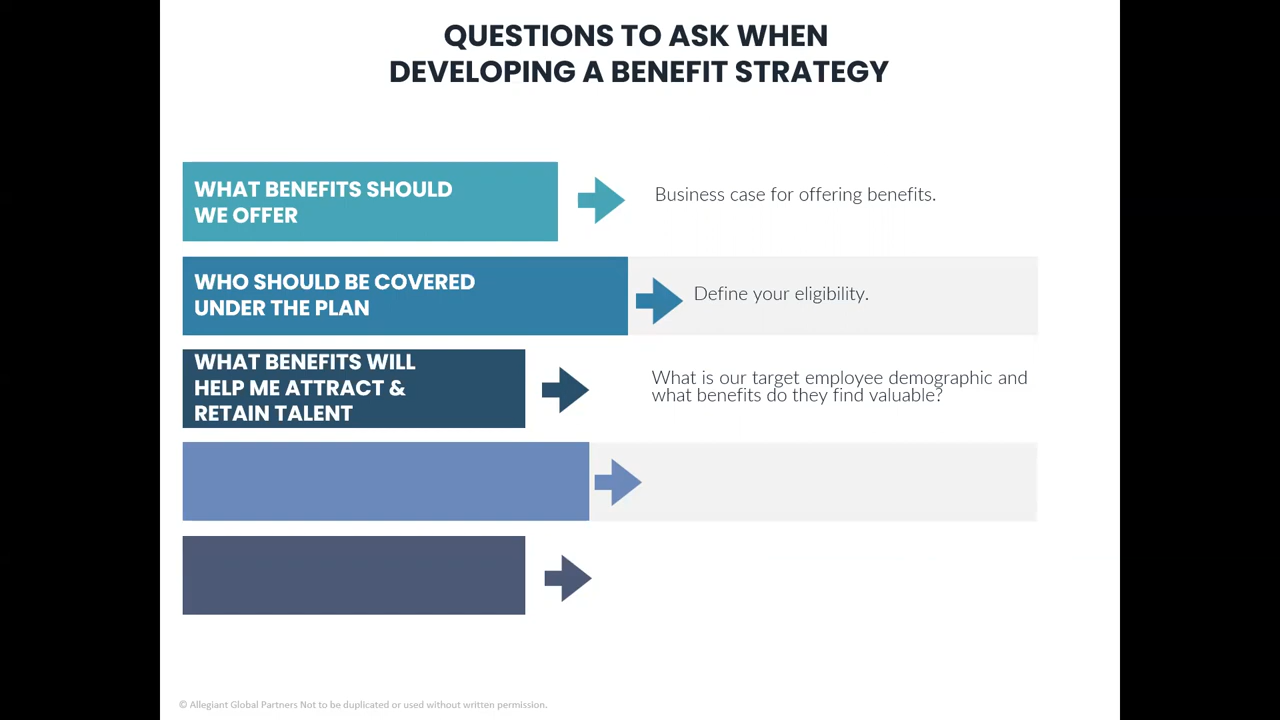 QUESTIONS TO ASK WHEN
DEVELOPING A BENEFIT STRATEGY
WHAT BENEFITS SHOULD
WE OFFER
Business case for offering benefits.
WHO SHOULD BE COVERED
UNDER THE PLAN
Define your eligibility.
WHAT BENEFITS WILL
HELP ME ATTRACT &
RETAIN TALENT
What is our target employee demographic and
what benefits do they find valuable?
© Allegiant Global Partners Not to be duplicated or used without written permission.